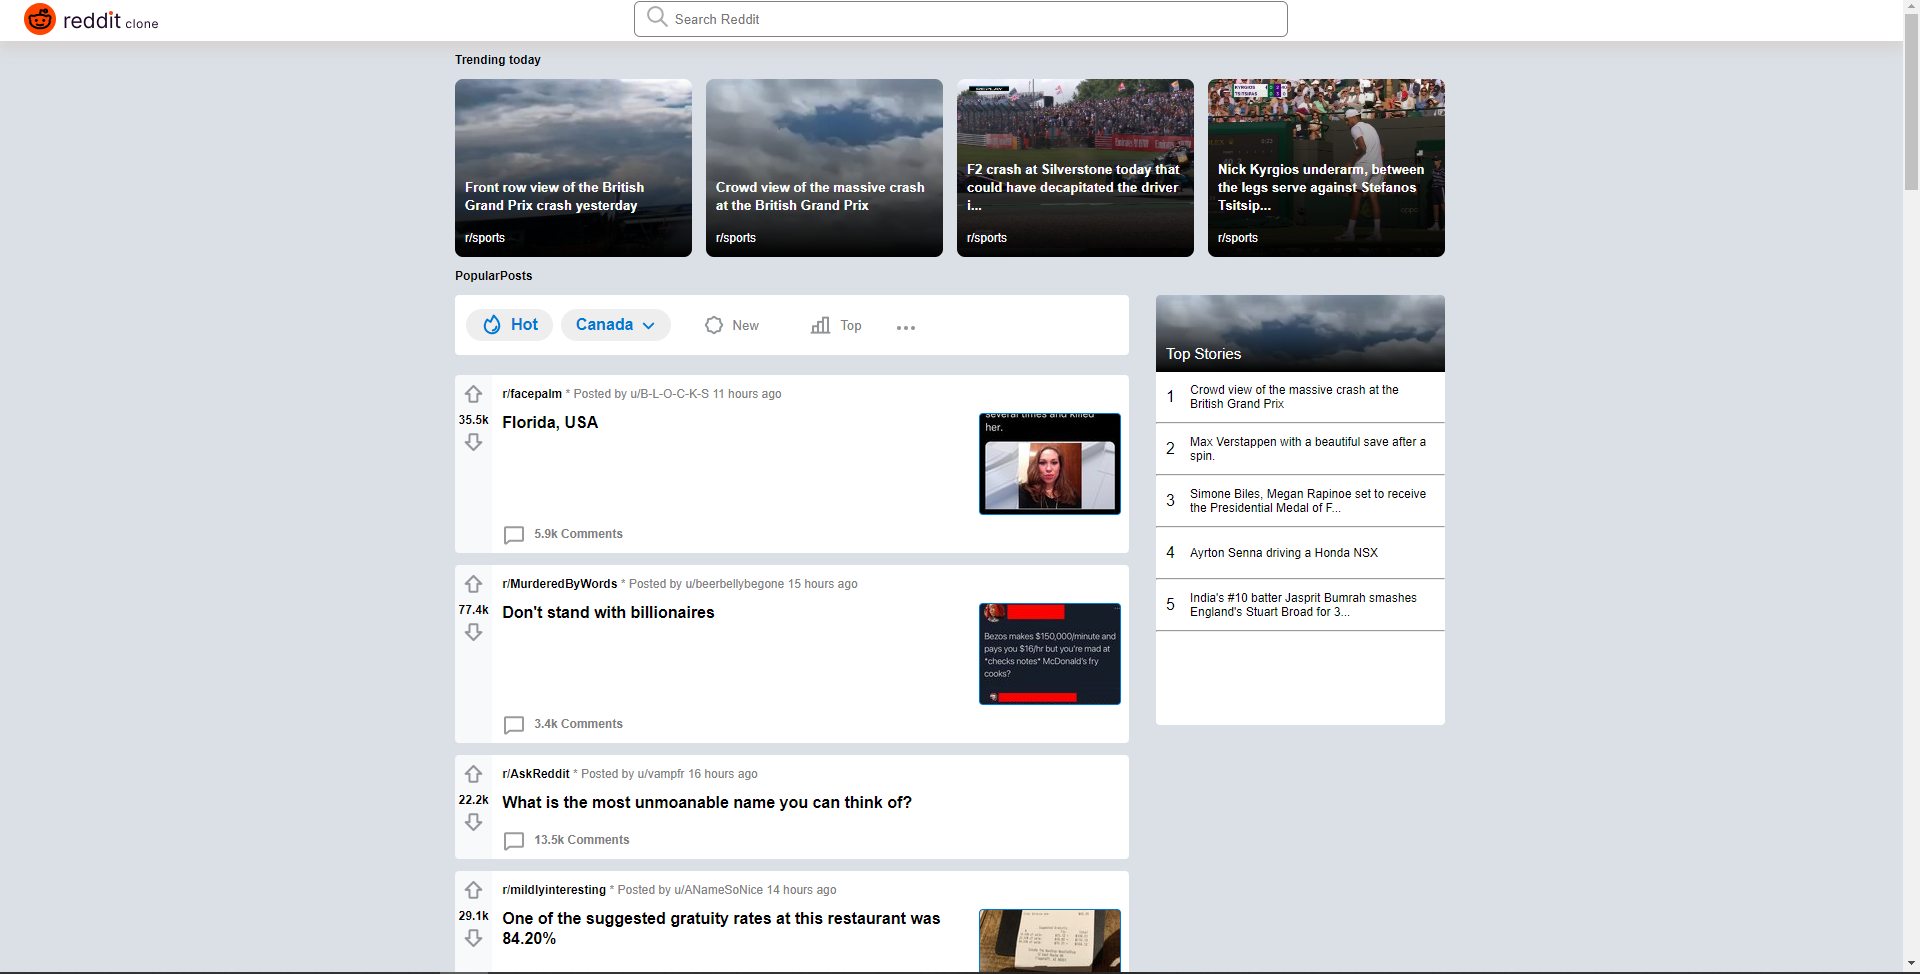 reddit clone
Search Reddit
Trending today
Front row view of the British
Grand Prix crash yesterday
r/sports
Crowd view of the massive crash
at the British Grand Prix
r/sports
REPLAY
F2 crash at Silverstone today that
could have decapitated the driver
i...
r/sports
KYRGIOS
TSITSIPAS
Nick Kyrgios underarm, between
the legs serve against Stefanos
Tsitsip...
r/sports
PopularPosts
Hot
Canada
New
Top
Top Stories
1
Crowd view of the massive crash at the
British Grand Prix
2
Max Verstappen with a beautiful save after a
spin.
3
Simone Biles, Megan Rapinoe set to receive
the Presidential Medal of F...
4
Ayrton Senna driving a Honda NSX
5
India's #10 batter Jasprit Bumrah smashes
England's Stuart Broad for 3...
r/facepalm * Posted by u/B-L-O-C-K-S 11 hours ago
35.5k
Florida, USA
several times and killed
her.
5.9k Comments
r/MurderedByWords * Posted by u/beerbellybegone 15 hours ago
77.4k
Don't stand with billionaires
Bezos makes $150,000/minute and
pays you $16/hr but you're mad at
*checks notes* McDonald's fry
cooks?
3.4k Comments
r/AskReddit * Posted by u/vampfr 16 hours ago
22.2k
What is the most unmoanable name you can think of?
13.5k Comments
r/mildlyinteresting * Posted by u/ANameSoNice 14 hours ago
29.1k
One of the suggested gratuity rates at this restaurant was
84.20%